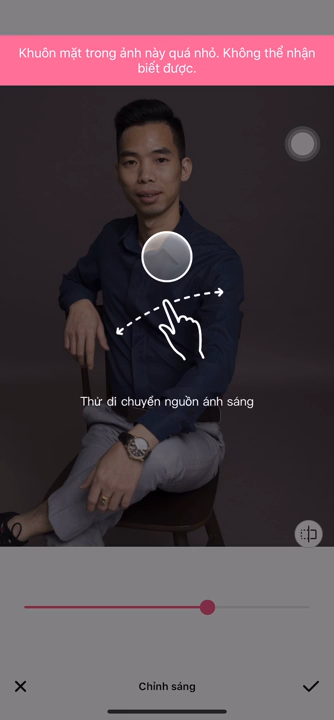 Khuôn mặt trong ảnh này quá nhỏ. Không thể nhận
biết được.
Thử di chuyển nguồn ánh sáng
Chỉnh sáng